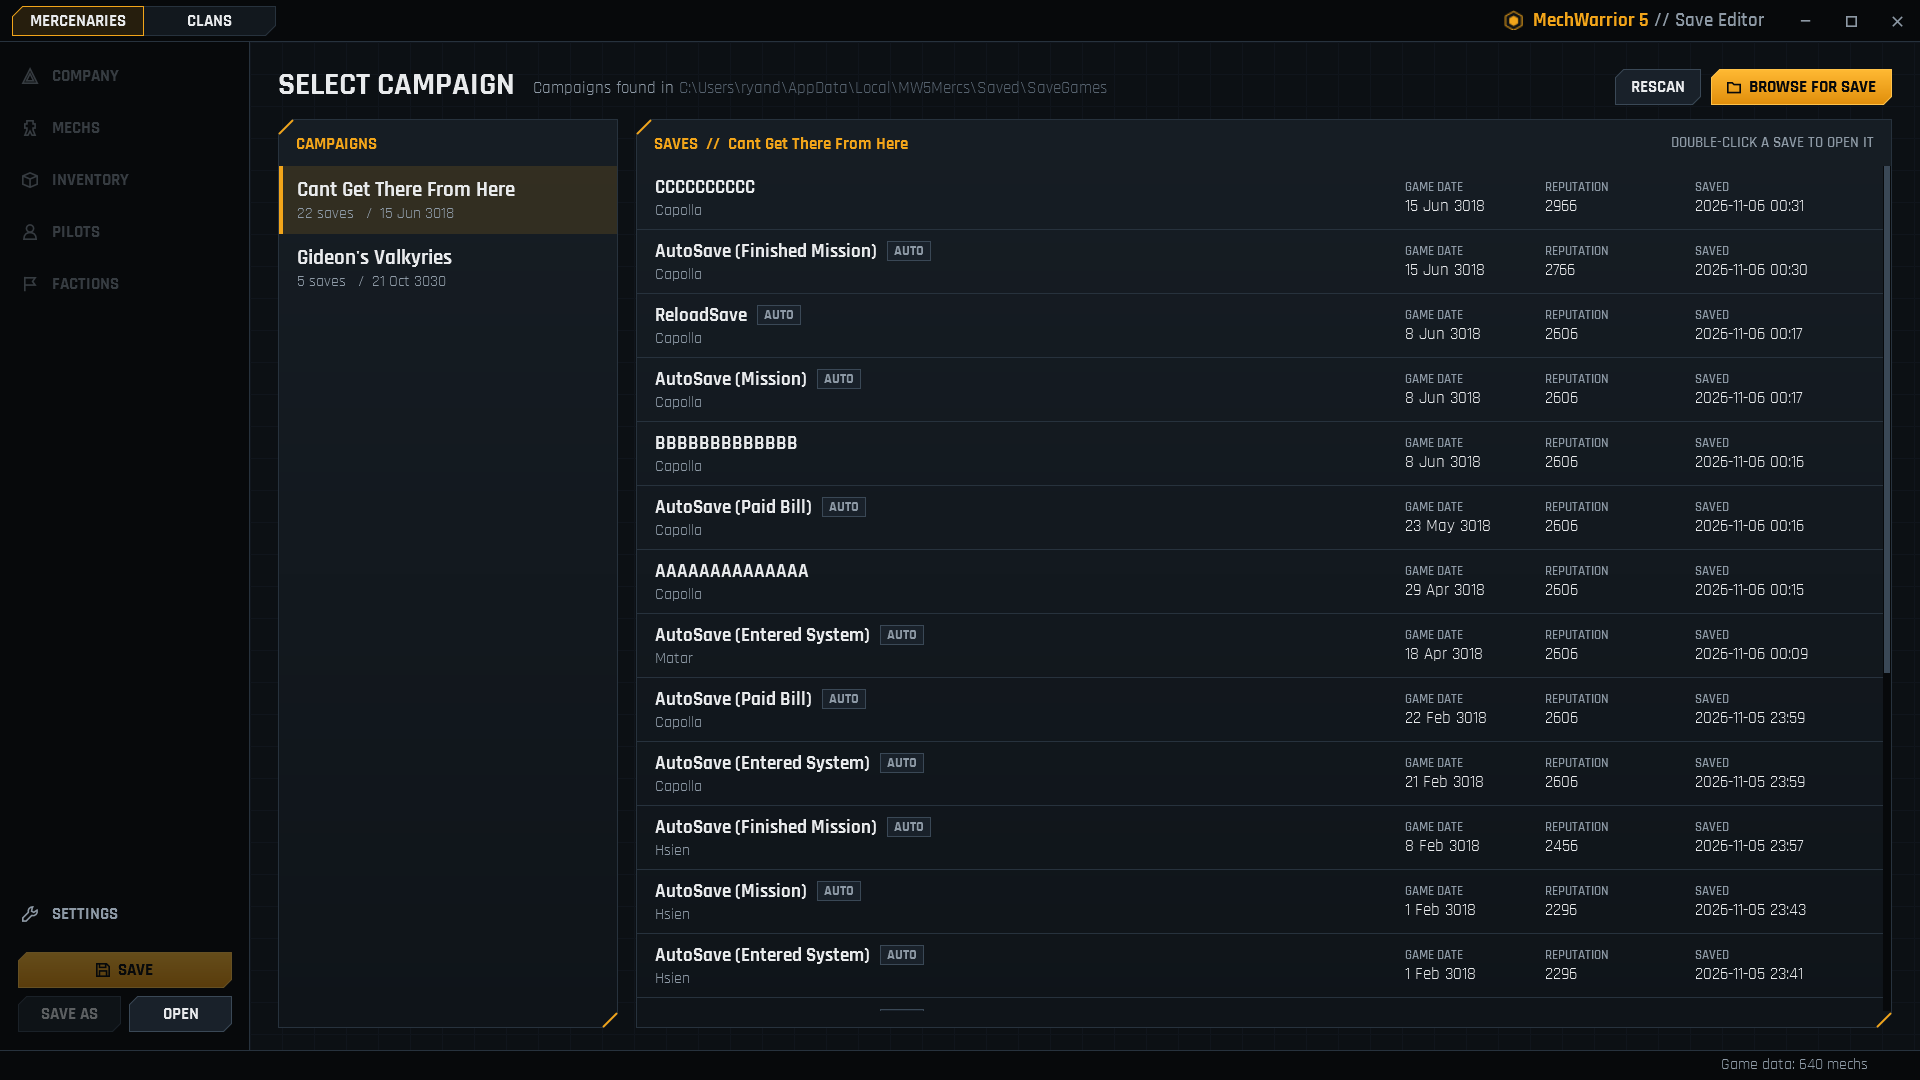 MERCENARIES
CLANS
MechWarrior 5 // Save Editor
COMPANY
MECHS
INVENTORY
PILOTS
FACTIONS
SETTINGS
SAVE
SAVE AS
OPEN
SELECT CAMPAIGN
Campaigns found in C:\Users\ryand\AppData\Local\MW5Mercs\Saved\SaveGames
RESCAN
BROWSE FOR SAVE
CAMPAIGNS
Cant Get There From Here
22 saves / 15 Jun 3018
Gideon's Valkyries
5 saves / 21 Oct 3030
SAVES // Cant Get There From Here
DOUBLE-CLICK A SAVE TO OPEN IT
CCCCCCCCCC GAME DATE REPUTATION SAVED
Capolla 15 Jun 3018 2966 2026-11-06 00:31
AutoSave (Finished Mission) AUTO GAME DATE REPUTATION SAVED
Capolla 15 Jun 3018 2766 2026-11-06 00:30
ReloadSave AUTO GAME DATE REPUTATION SAVED
Capolla 8 Jun 3018 2606 2026-11-06 00:17
AutoSave (Mission) AUTO GAME DATE REPUTATION SAVED
Capolla 8 Jun 3018 2606 2026-11-06 00:17
BBBBBBBBBBBBB GAME DATE REPUTATION SAVED
Capolla 8 Jun 3018 2606 2026-11-06 00:16
AutoSave (Paid Bill) AUTO GAME DATE REPUTATION SAVED
Capolla 23 May 3018 2606 2026-11-06 00:16
AAAAAAAAAAAAAA GAME DATE REPUTATION SAVED
Capolla 29 Apr 3018 2606 2026-11-06 00:15
AutoSave (Entered System) AUTO GAME DATE REPUTATION SAVED
Matar 18 Apr 3018 2606 2026-11-06 00:09
AutoSave (Paid Bill) AUTO GAME DATE REPUTATION SAVED
Capolla 22 Feb 3018 2606 2026-11-05 23:59
AutoSave (Entered System) AUTO GAME DATE REPUTATION SAVED
Capolla 21 Feb 3018 2606 2026-11-05 23:59
AutoSave (Finished Mission) AUTO GAME DATE REPUTATION SAVED
Hsien 8 Feb 3018 2456 2026-11-05 23:57
AutoSave (Mission) AUTO GAME DATE REPUTATION SAVED
Hsien 1 Feb 3018 2296 2026-11-05 23:43
AutoSave (Entered System) AUTO GAME DATE REPUTATION SAVED
Hsien 1 Feb 3018 2296 2026-11-05 23:41
Game data: 640 mechs